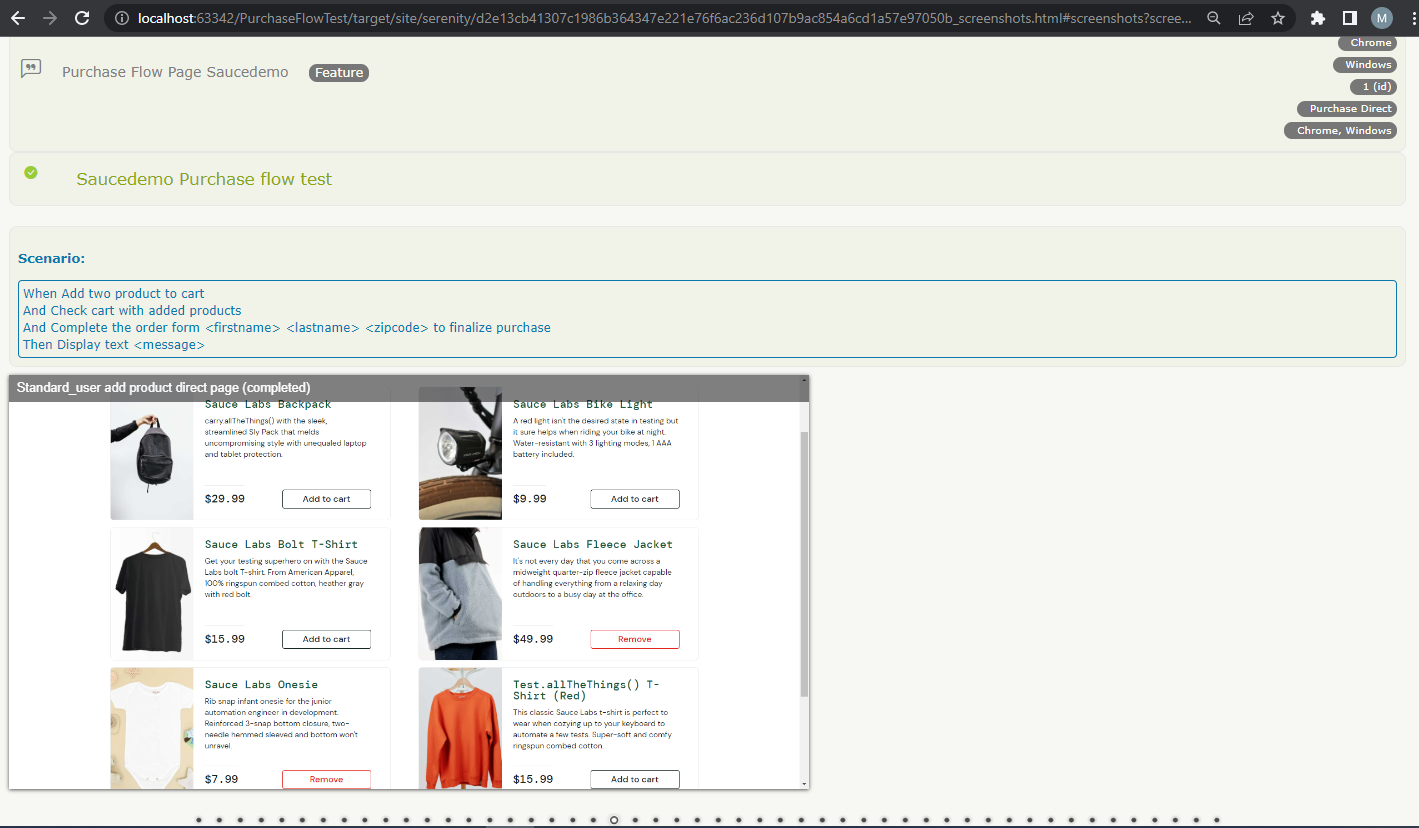 localhost:63342/PurchaseFlowTest/target/site/serenity/d2e13cb41307c1986b364347e221e76f6ac236d107b9ac854a6cd1a57e97050b_screenshots.html#screenshots?scree...
M
Chrome
Purchase Flow Page Saucedemo Feature
Windows
1 (id)
Purchase Direct
Chrome, Windows
Saucedemo Purchase flow test
Scenario:
When Add two product to cart
And Check cart with added products
And Complete the order form <firstname> <lastname> <zipcode> to finalize purchase
Then Display text <message>
Standard_user add product direct page (completed)
Sauce Labs Backpack
carry.allTheThings() with the sleek,
streamlined Sly Pack that melds
uncompromising style with unequaled laptop
and tablet protection.
$29.99 Add to cart
Sauce Labs Bike Light
A red light isn't the desired state in testing but
it sure helps when riding your bike at night.
Water-resistant with 3 lighting modes, 1 AAA
battery included.
$9.99 Add to cart
Sauce Labs Bolt T-Shirt
Get your testing superhero on with the Sauce
Labs bolt T-shirt. From American Apparel,
100% ringspun combed cotton, heather gray
with red bolt.
$15.99 Add to cart
Sauce Labs Fleece Jacket
It's not every day that you come across a
midweight quarter-zip fleece jacket capable
of handling everything from a relaxing day
outdoors to a busy day at the office.
$49.99 Remove
Sauce Labs Onesie
Rib snap infant onesie for the junior
automation engineer in development.
Reinforced 3-snap bottom closure, two-
needle hemmed sleeved and bottom won't
unravel.
$7.99 Remove
Test.allTheThings() T-
Shirt (Red)
This classic Sauce Labs t-shirt is perfect to
wear when cozying up to your keyboard to
automate a few tests. Super-soft and comfy
ringspun combed cotton.
$15.99 Add to cart